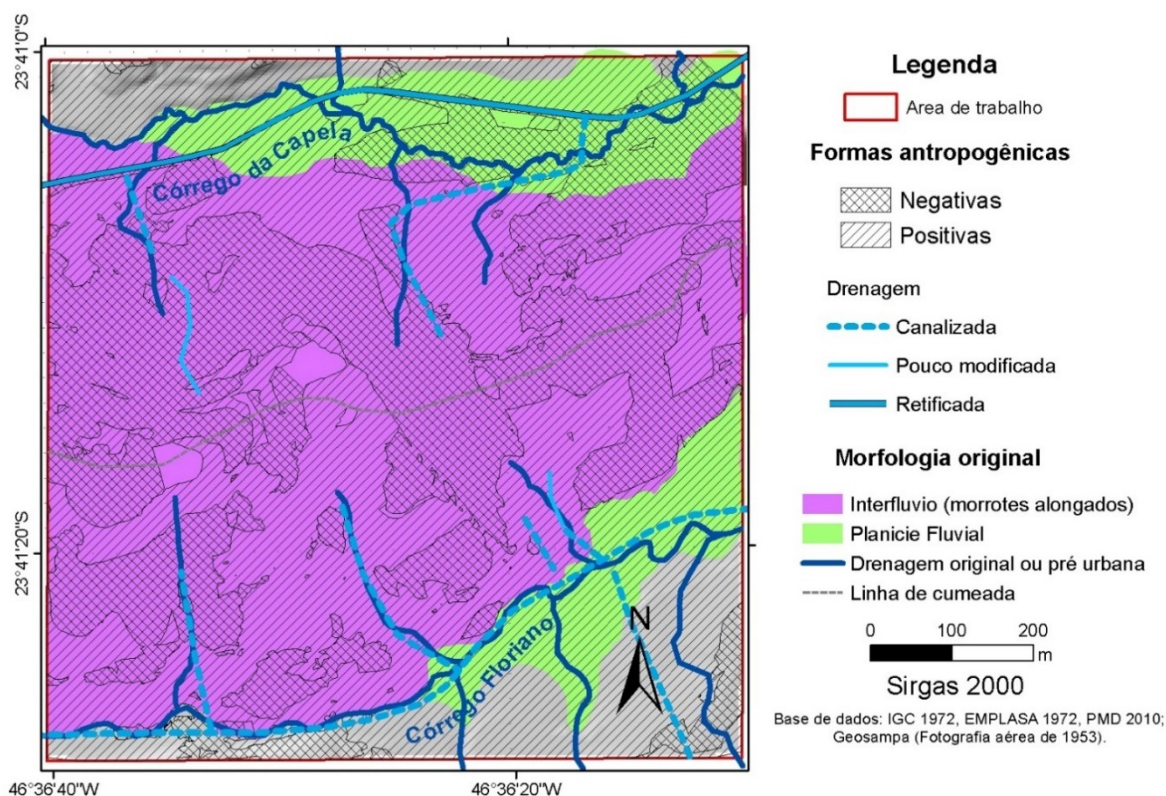 23°41'0"S
23°41'20"S
46°36'40"W
46°36'20"W
Córrego da Capela
Córrego Floriano
N
Legenda
Area de trabalho
Formas antropogênicas
Negativas
Positivas
Drenagem
Canalizada
Pouco modificada
Retificada
Morfologia original
Interfluvio (morrotes alongados)
Planicie Fluvial
Drenagem original ou pré urbana
Linha de cumeada
0 100 200
m
Sirgas 2000
Base de dados: IGC 1972, EMPLASA 1972, PMD 2010;
Geosampa (Fotografia aérea de 1953).